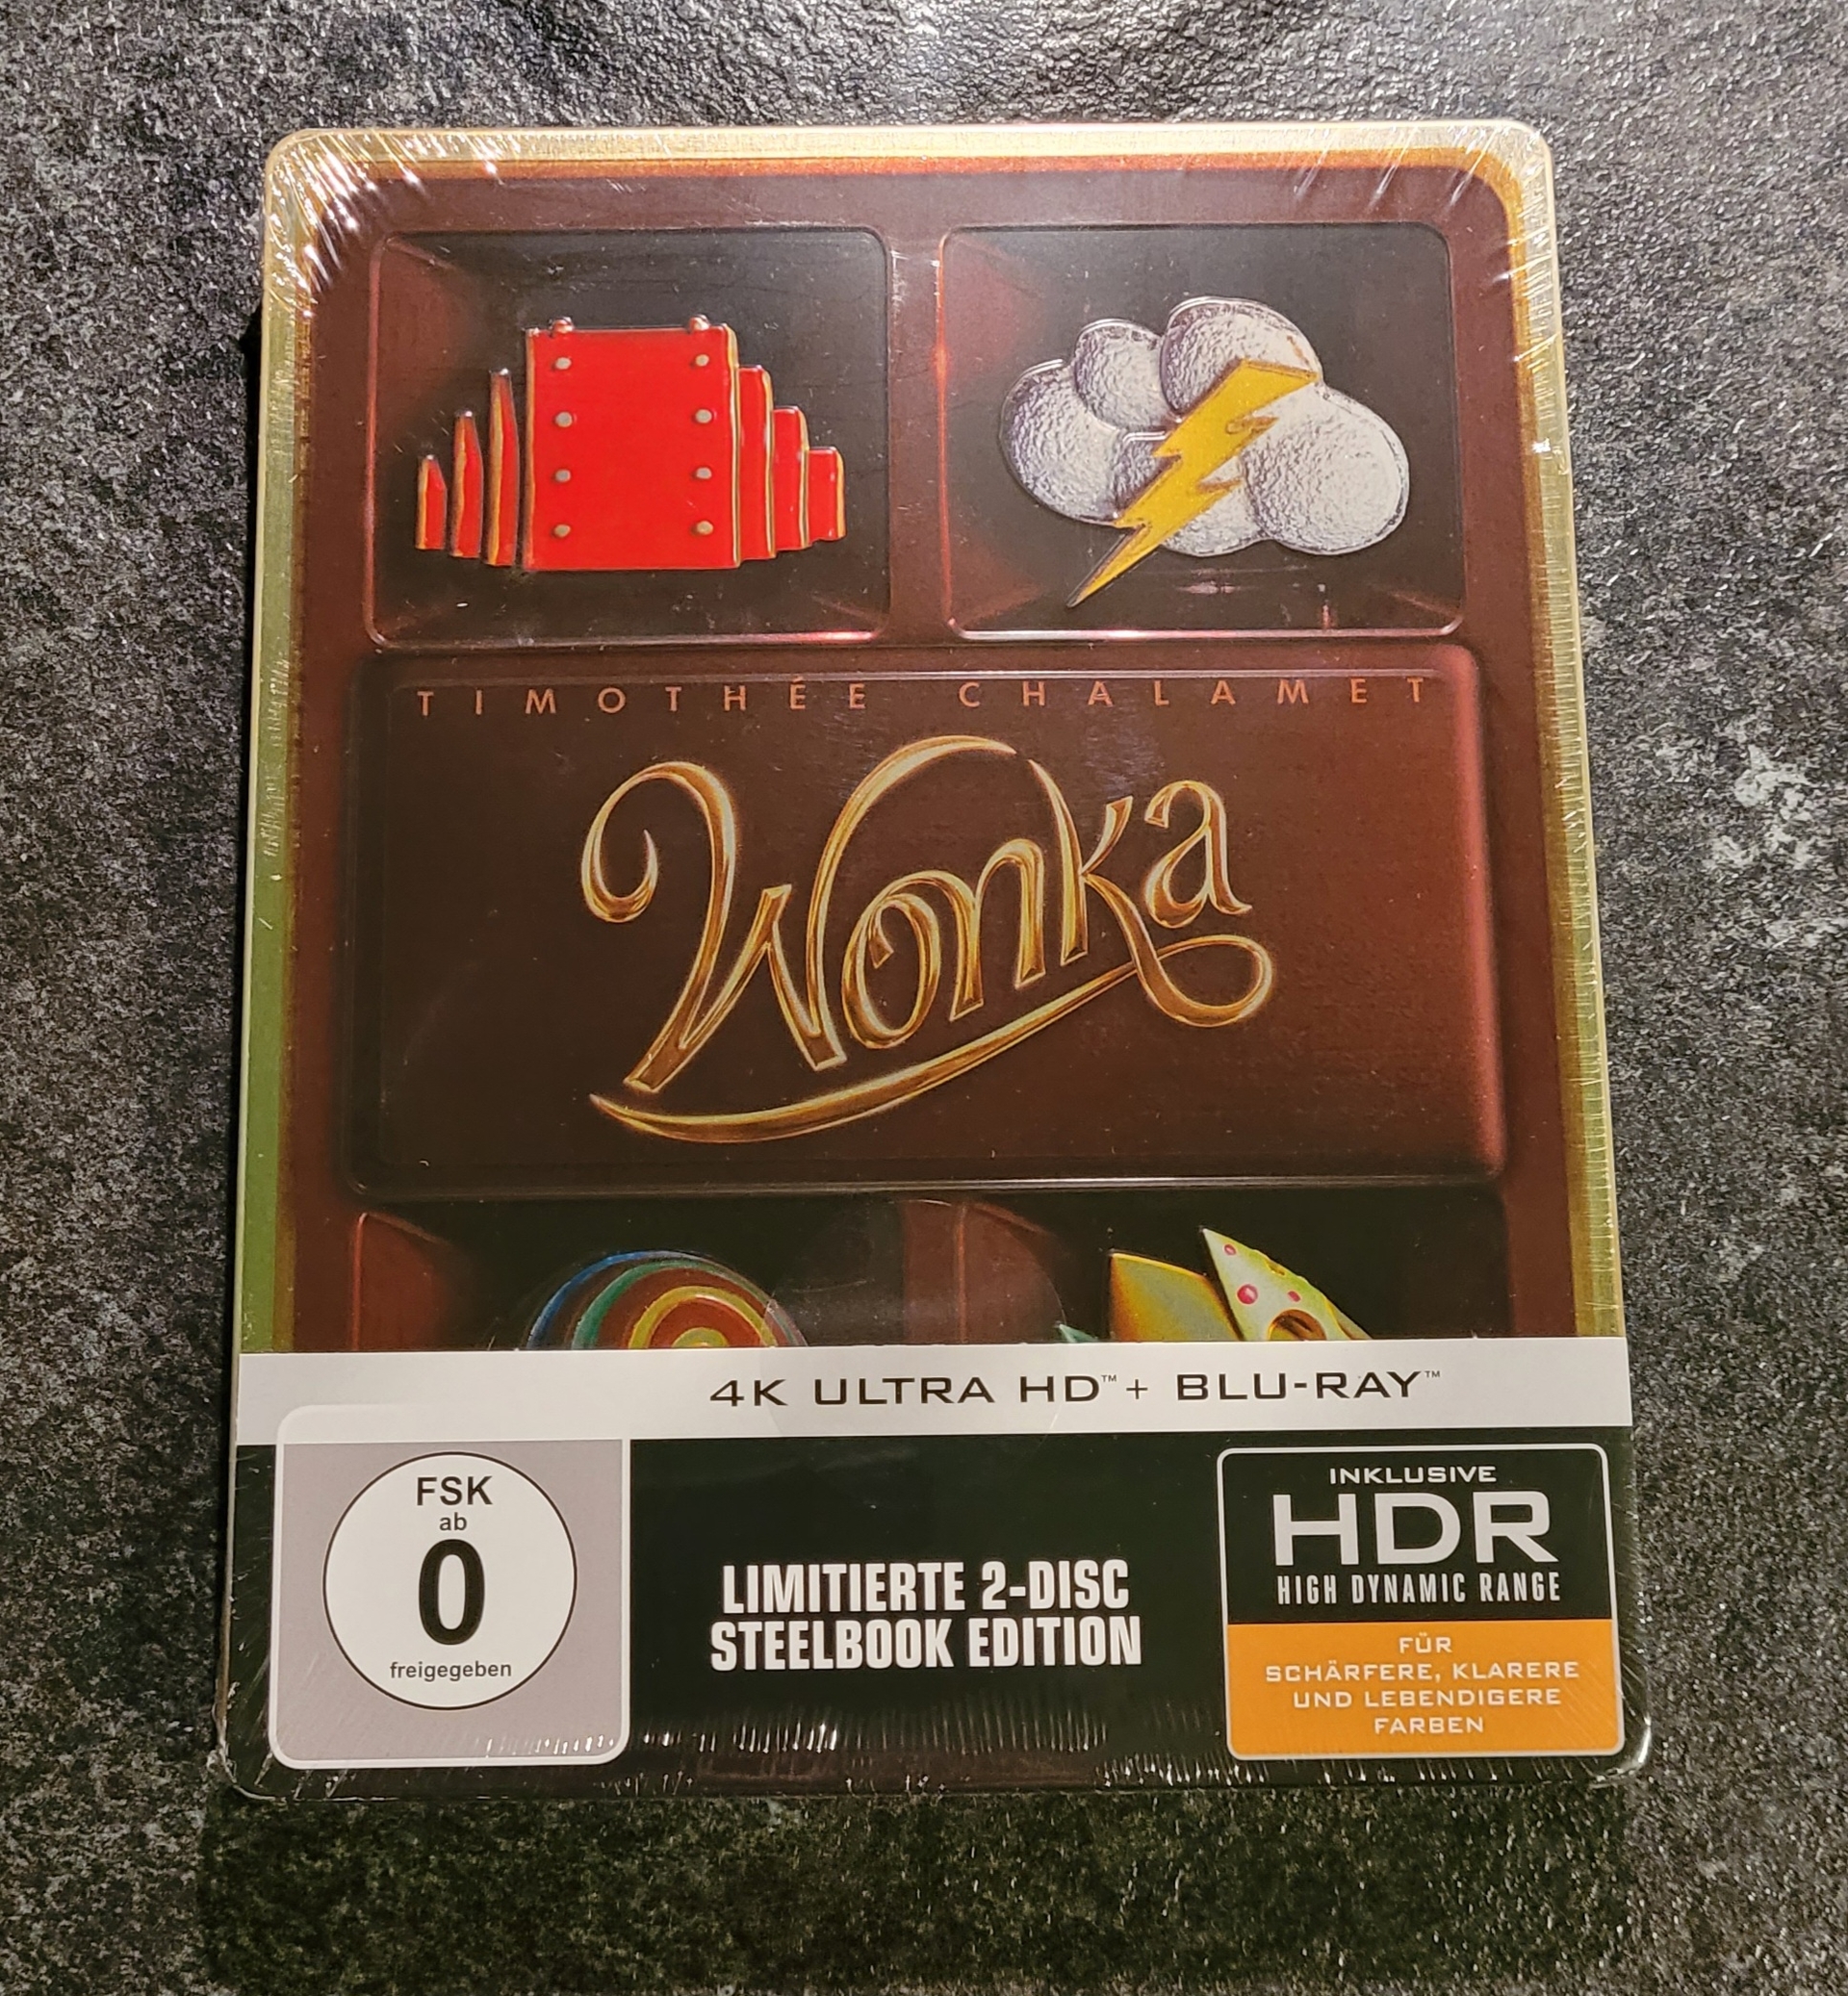 TIMOTHÉE CHALAMET
Wonka
4K ULTRA HD™ + BLU-RAY™
FSK
ab
0
freigegeben
LIMITIERTE 2-DISC
STEELBOOK EDITION
INKLUSIVE
HDR
HIGH DYNAMIC RANGE
FÜR
SCHÄRFERE, KLARERE
UND LEBENDIGERE
FARBEN